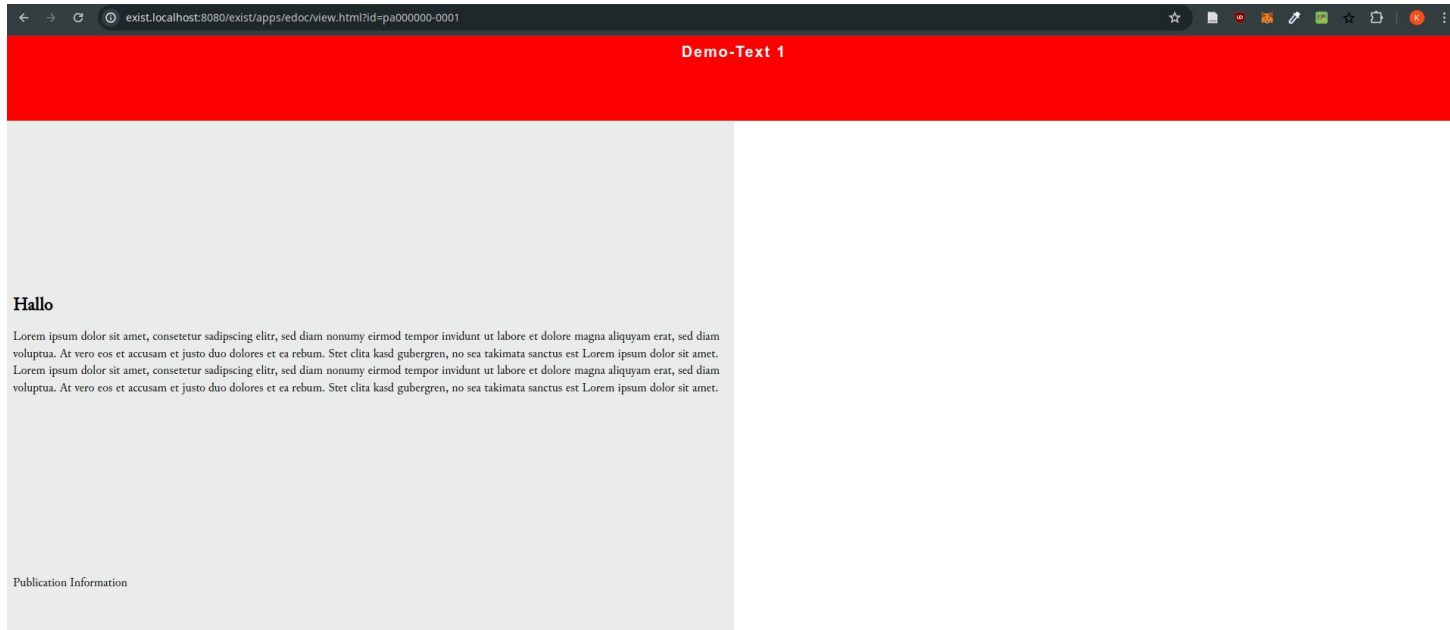 exist.localhost:8080/exist/apps/edoc/view.html?id=pa000000-0001
K
Demo-Text 1
Hallo
Lorem ipsum dolor sit amet, consetetur sadipscing elitr, sed diam nonumy eirmod tempor invidunt ut labore et dolore magna aliquyam erat, sed diam
voluptua. At vero eos et accusam et justo duo dolores et ea rebum. Stet clita kasd gubergren, no sea takimata sanctus est Lorem ipsum dolor sit amet.
Lorem ipsum dolor sit amet, consetetur sadipscing elitr, sed diam nonumy eirmod tempor invidunt ut labore et dolore magna aliquyam erat, sed diam
voluptua. At vero eos et accusam et justo duo dolores et ea rebum. Stet clita kasd gubergren, no sea takimata sanctus est Lorem ipsum dolor sit amet.
Publication Information